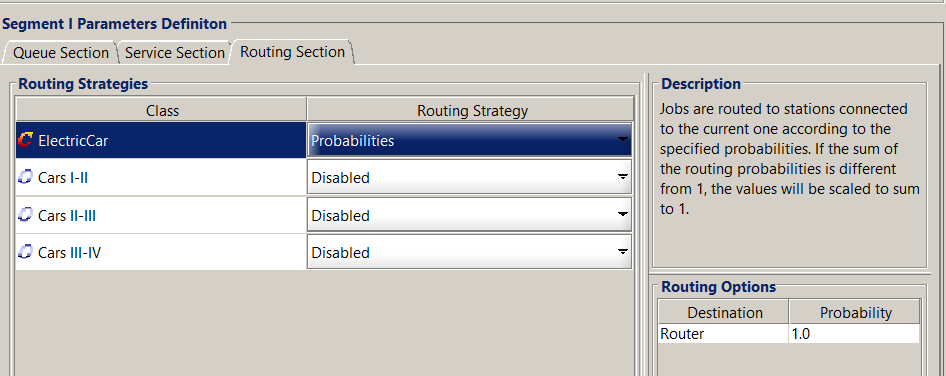 Segment I Parameters Definiton
Queue Section Service Section Routing Section
Routing Strategies
Class Routing Strategy
ElectricCar Probabilities
Cars I-II Disabled
Cars II-III Disabled
Cars III-IV Disabled
Description
Jobs are routed to stations connected
to the current one according to the
specified probabilities. If the sum of
the routing probabilities is different
from 1, the values will be scaled to sum
to 1.
Routing Options
Destination Probability
Router 1.0